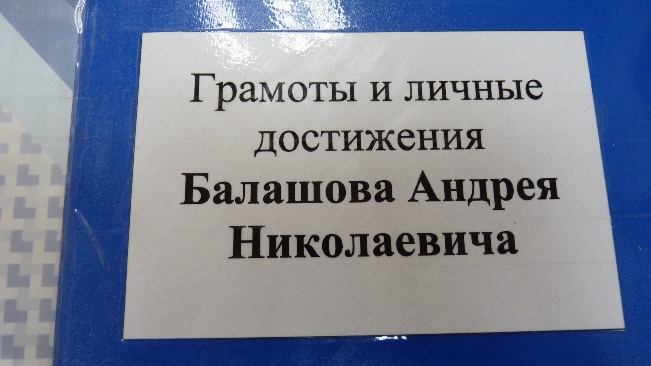 Грамоты и личные
достижения
Балашова Андрея
Николаевича